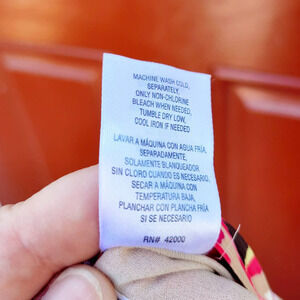 MACHINE WASH COLD,
SEPARATELY,
ONLY NON-CHLORINE
BLEACH WHEN NEEDED,
TUMBLE DRY LOW,
COOL IRON IF NEEDED
LAVAR A MÁQUINA CON AGUA FRÍA,
SEPARADAMENTE,
SOLAMENTE BLANQUEADOR
SIN CLORO CUANDO ES NECESARIO,
SECAR A MÁQUINA CON
TEMPERATURA BAJA,
PLANCHAR CON PLANCHA FRÍA
SI SE NECESARIO
RN# 42000